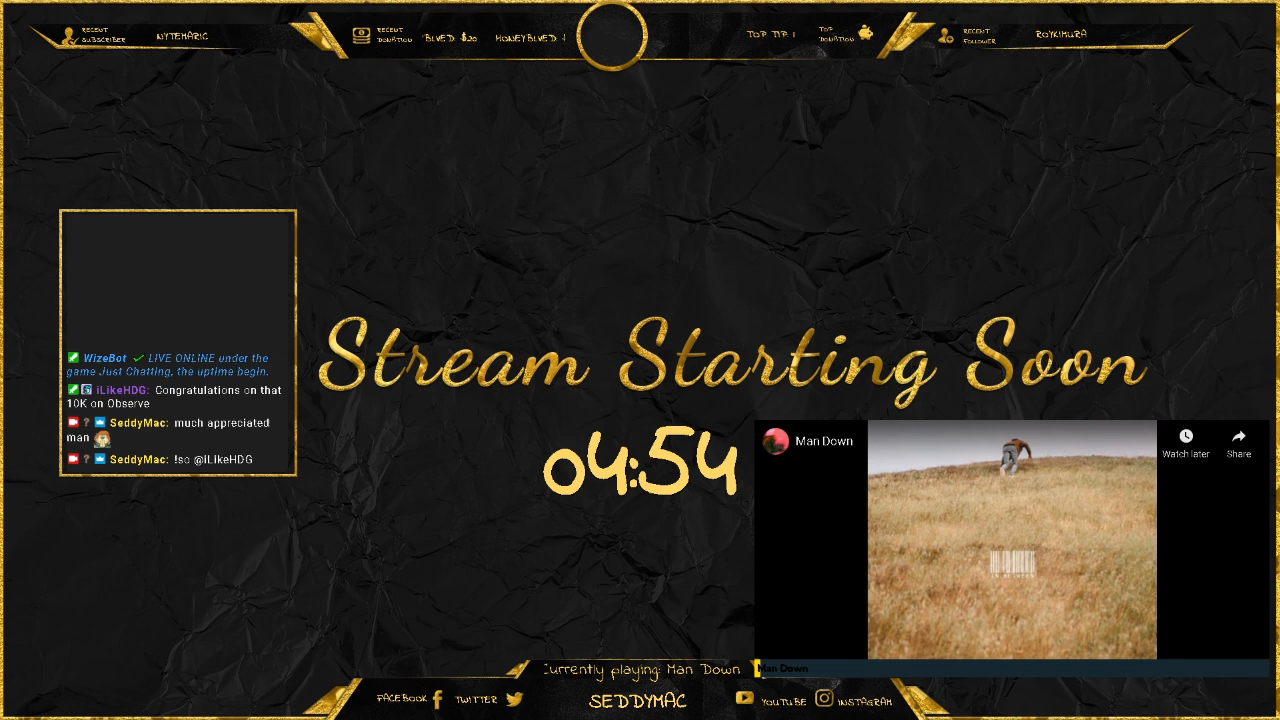 RECENT
SUBSCRIBER
NYTEMARIC
RECENT
DONATION
BLVED: $20 HONEYBLVED:
TOP TIP
TOP
DONATION
RECENT
FOLLOWER
ROYKIMURA
WizeBot LIVE ONLINE under the
game Just Chatting, the uptime begin.
iLikeHDG: Congratulations on that
10K on Observe
SeddyMac: much appreciated
man
SeddyMac: !so @iLikeHDG
Stream Starting Soon
04:54
Man Down
Watch later
Share
Currently playing: Man Down
Man Down
FACEBOOK
TWITTER
SEDDYMAC
YOUTUBE
INSTAGRAM